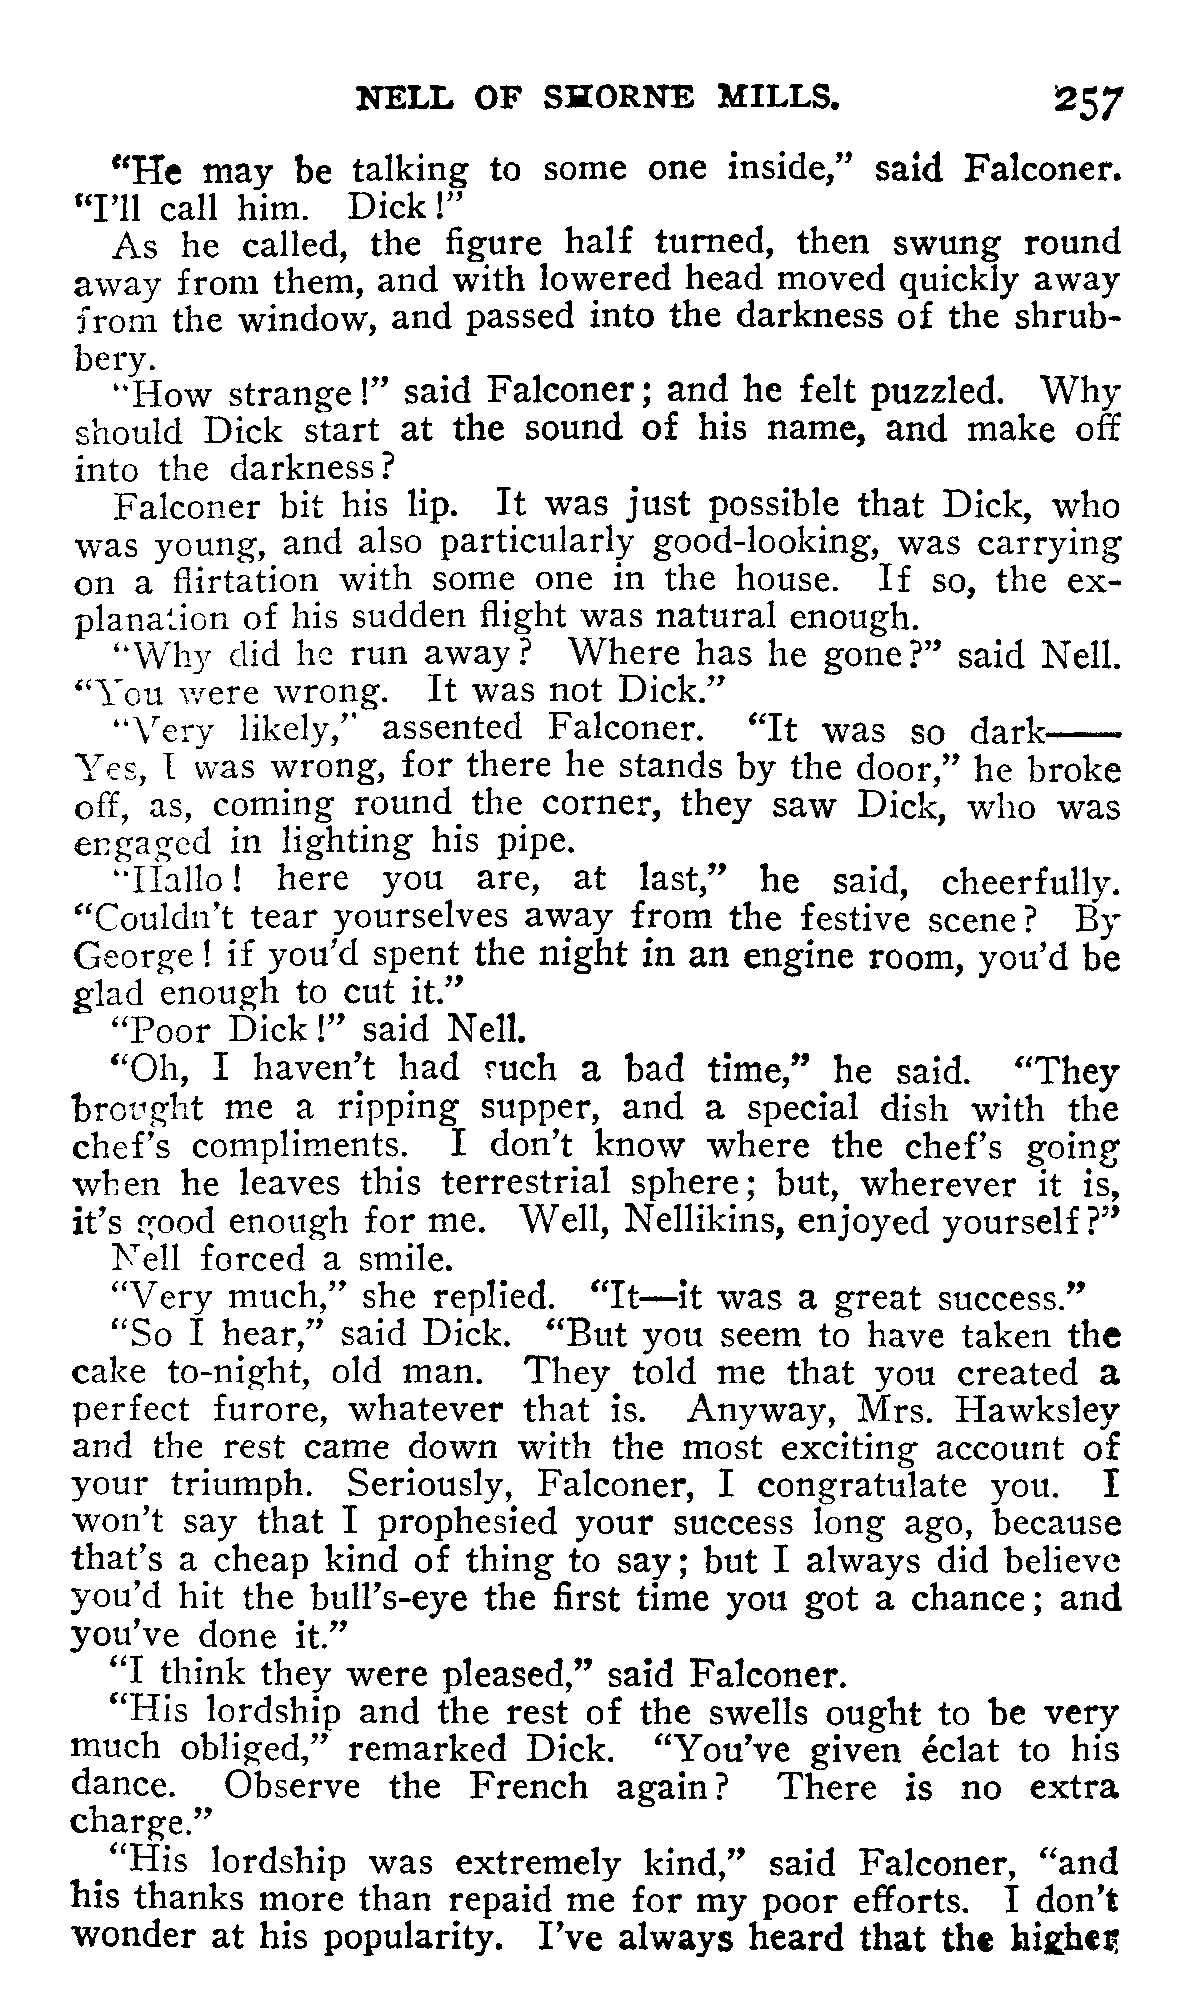 NELL OF SHORNE MILLS. 257
"He may be talking to some one inside," said Falconer.
"I'll call him. Dick!"
As he called, the figure half turned, then swung round
away from them, and with lowered head moved quickly away
from the window, and passed into the darkness of the shrub-
bery.
"How strange!" said Falconer; and he felt puzzled. Why
should Dick start at the sound of his name, and make off
into the darkness?
Falconer bit his lip. It was just possible that Dick, who
was young, and also particularly good-looking, was carrying
on a flirtation with some one in the house. If so, the ex-
planation of his sudden flight was natural enough.
"Why did he run away? Where has he gone?" said Nell.
"You were wrong. It was not Dick."
"Very likely," assented Falconer. "It was so dark——
Yes, I was wrong, for there he stands by the door," he broke
off, as, coming round the corner, they saw Dick, who was
engaged in lighting his pipe.
"Hallo! here you are, at last," he said, cheerfully.
"Couldn't tear yourselves away from the festive scene? By
George! if you'd spent the night in an engine room, you'd be
glad enough to cut it."
"Poor Dick!" said Nell.
"Oh, I haven't had such a bad time," he said. "They
brought me a ripping supper, and a special dish with the
chef's compliments. I don't know where the chef's going
when he leaves this terrestrial sphere; but, wherever it is,
it's good enough for me. Well, Nellikins, enjoyed yourself?"
Nell forced a smile.
"Very much," she replied. "It—it was a great success."
"So I hear," said Dick. "But you seem to have taken the
cake to-night, old man. They told me that you created a
perfect furore, whatever that is. Anyway, Mrs. Hawksley
and the rest came down with the most exciting account of
your triumph. Seriously, Falconer, I congratulate you. I
won't say that I prophesied your success long ago, because
that's a cheap kind of thing to say; but I always did believe
you'd hit the bull's-eye the first time you got a chance; and
you've done it."
"I think they were pleased," said Falconer.
"His lordship and the rest of the swells ought to be very
much obliged," remarked Dick. "You've given éclat to his
dance. Observe the French again? There is no extra
charge."
"His lordship was extremely kind," said Falconer, "and
his thanks more than repaid me for my poor efforts. I don't
wonder at his popularity. I've always heard that the higher